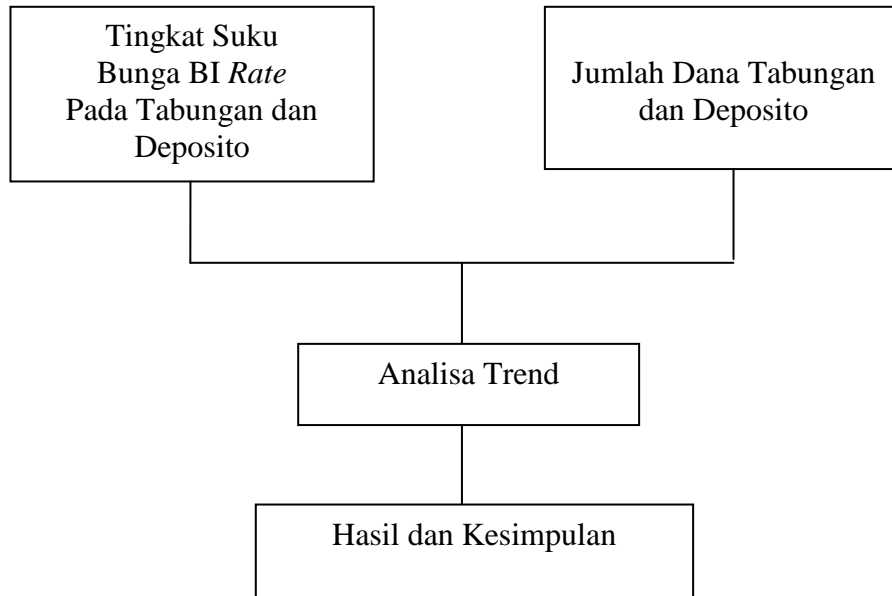 Tingkat Suku
Bunga BI Rate
Pada Tabungan dan
Deposito
Jumlah Dana Tabungan
dan Deposito
Analisa Trend
Hasil dan Kesimpulan